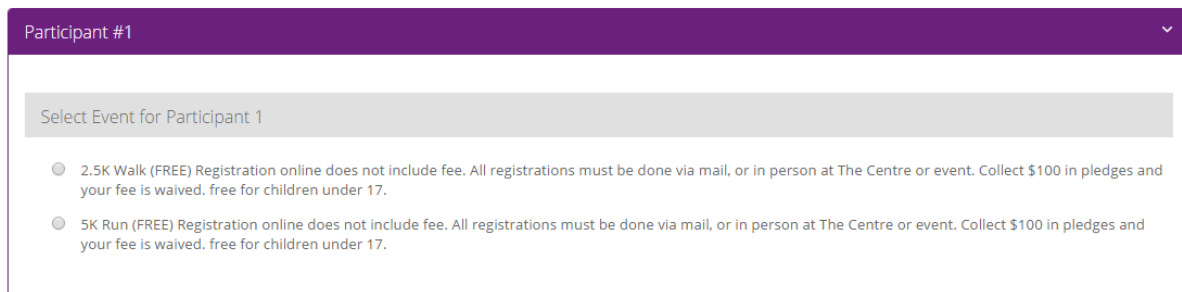 Participant #1
Select Event for Participant 1
2.5K Walk (FREE) Registration online does not include fee. All registrations must be done via mail, or in person at The Centre or event. Collect $100 in pledges and
your fee is waived. free for children under 17.
5K Run (FREE) Registration online does not include fee. All registrations must be done via mail, or in person at The Centre or event. Collect $100 in pledges and
your fee is waived. free for children under 17.